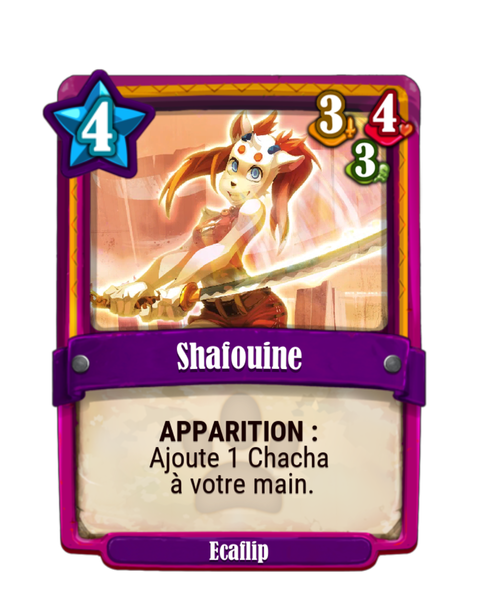 4
3
4
3
Shafouine
APPARITION :
Ajoute 1 Chacha
à votre main.
Ecaflip